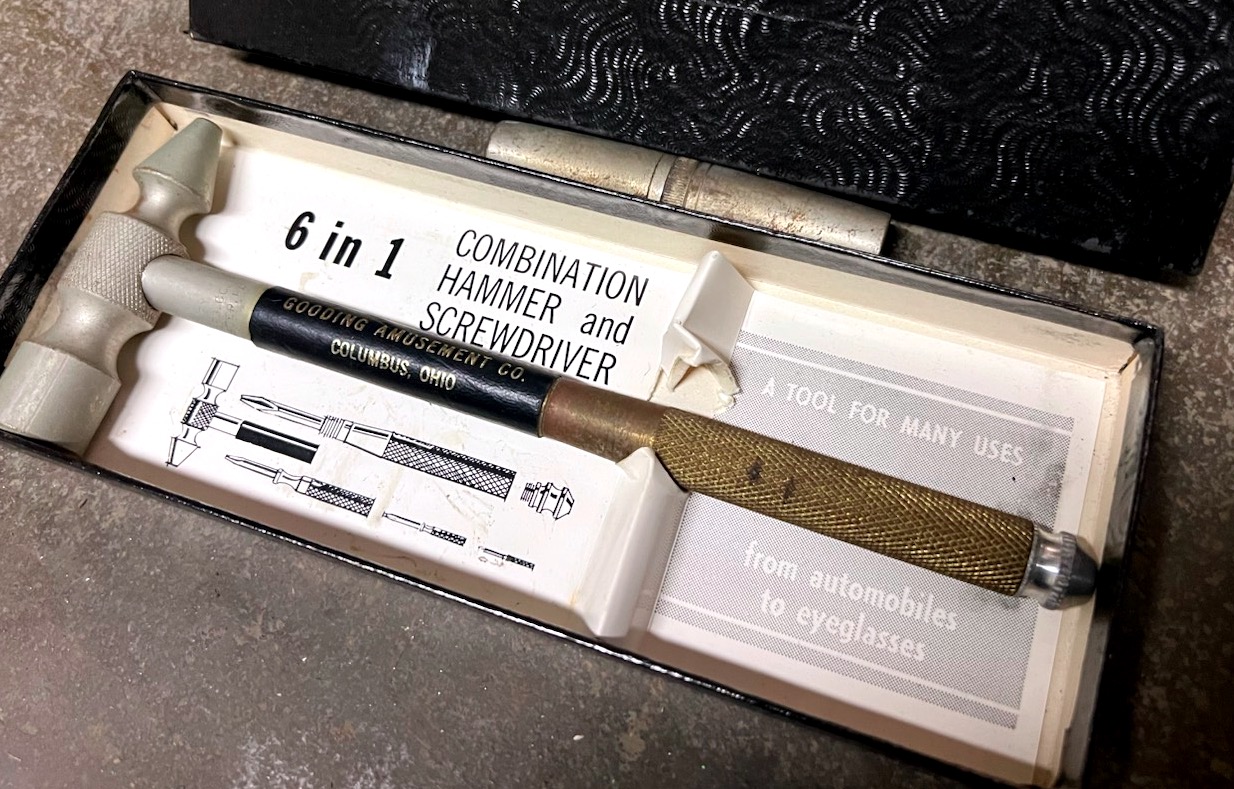 6 in 1
COMBINATION
HAMMER and
SCREWDRIVER
GOODING AMUSEMENT CO.
COLUMBUS, OHIO
A TOOL FOR MANY USES
from automobiles
to eyeglasses